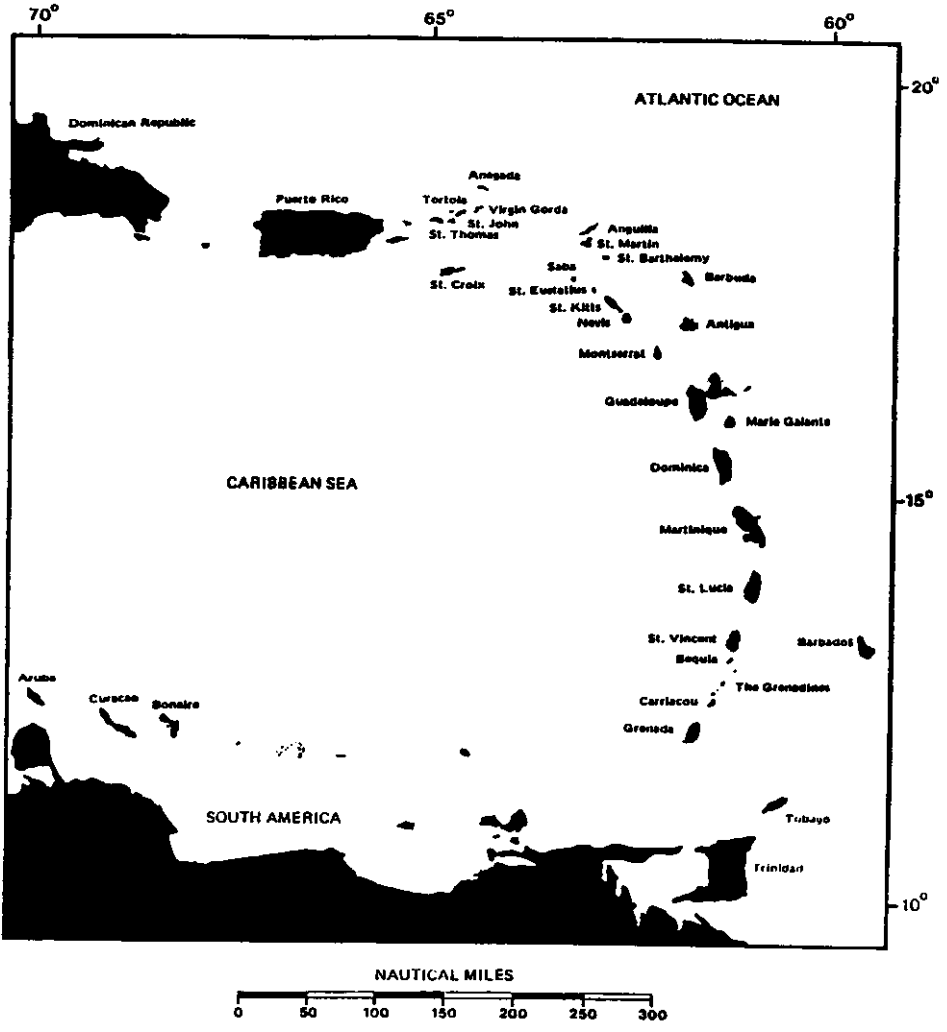 70°
65°
60°
20°
ATLANTIC OCEAN
Dominican Republic
Anegada
Puerto Rico
Tortola
Virgin Gorda
St. John
St. Thomas
Anguilla
St. Martin
St. Barthelemy
Saba
St. Croix
St. Eustatius
Barbuda
St. Kitts
Nevis
Antigua
Montserrat
Guadeloupe
Marie Galante
Dominica
CARIBBEAN SEA
15°
Martinique
St. Lucia
St. Vincent
Barbados
Bequia
Aruba
The Grenadines
Curacao
Bonaire
Carriacou
Grenada
SOUTH AMERICA
Tobago
Trinidad
10°
NAUTICAL MILES
0 50 100 150 200 250 300